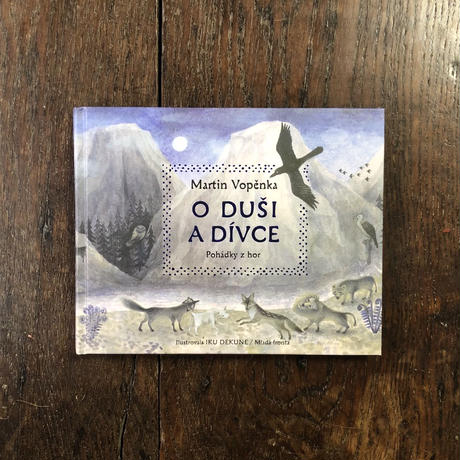 Martin Vopěnka
O DUŠI
A DÍVCE
Pohádky z hor
Ilustrovala IKU DEKUNE / Mladá fronta